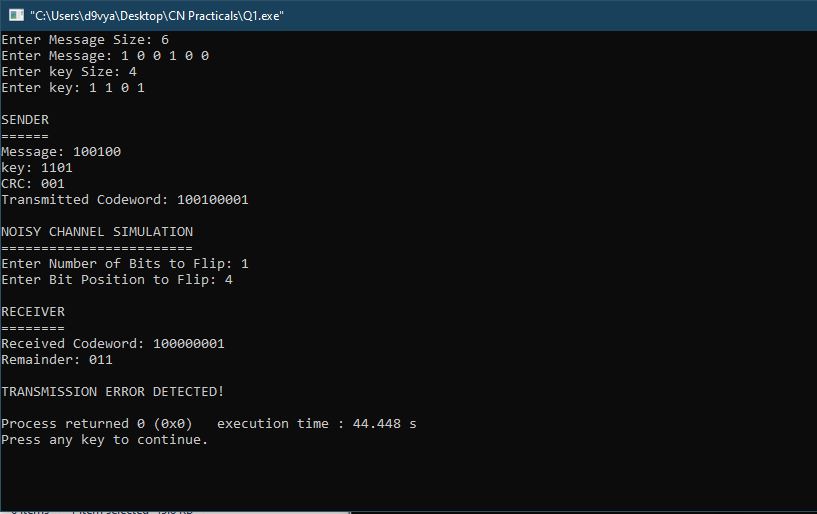 "C:\Users\d9vya\Desktop\CN Practicals\Q1.exe"
Enter Message Size: 6
Enter Message: 1 0 0 1 0 0
Enter key Size: 4
Enter key: 1 1 0 1
SENDER
======
Message: 100100
key: 1101
CRC: 001
Transmitted Codeword: 100100001
NOISY CHANNEL SIMULATION
========================
Enter Number of Bits to Flip: 1
Enter Bit Position to Flip: 4
RECEIVER
========
Received Codeword: 100000001
Remainder: 011
TRANSMISSION ERROR DETECTED!
Process returned 0 (0x0)   execution time : 44.448 s
Press any key to continue.